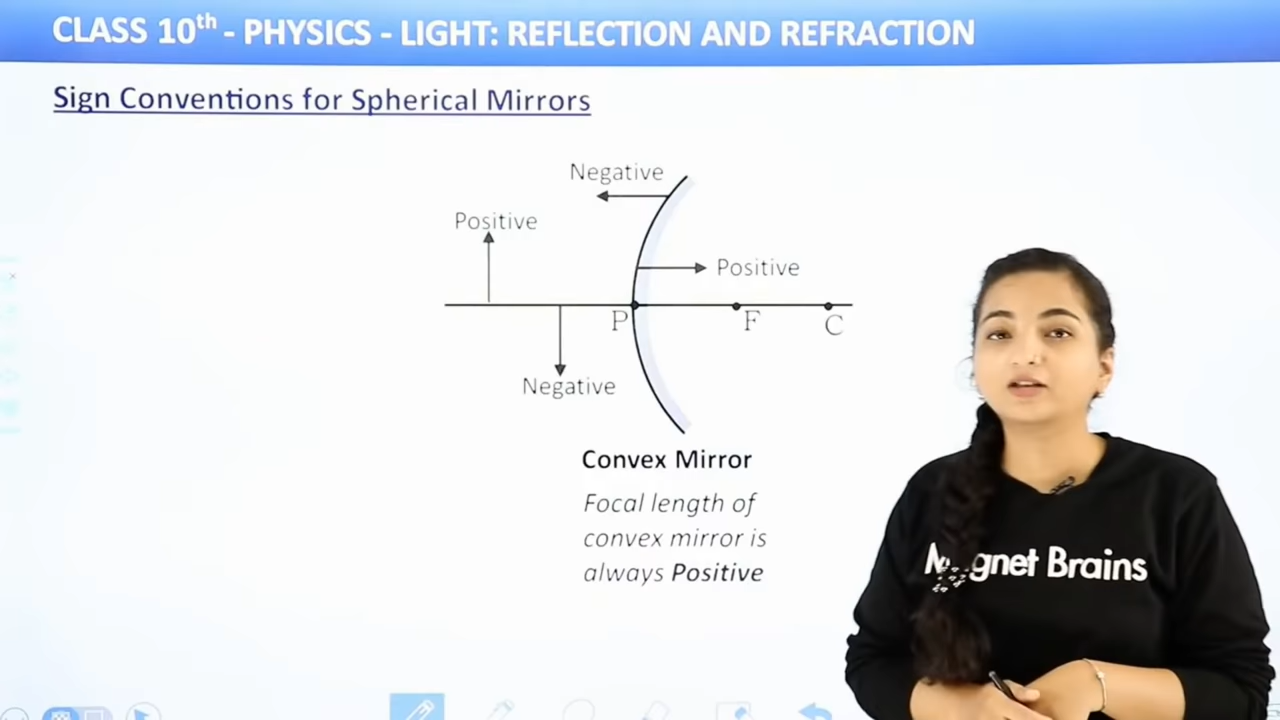 CLASS 10th - PHYSICS - LIGHT: REFLECTION AND REFRACTION
Sign Conventions for Spherical Mirrors
Negative
Positive
Positive
P
F
C
Negative
Convex Mirror
Focal length of
convex mirror is
always Positive
Magnet Brains